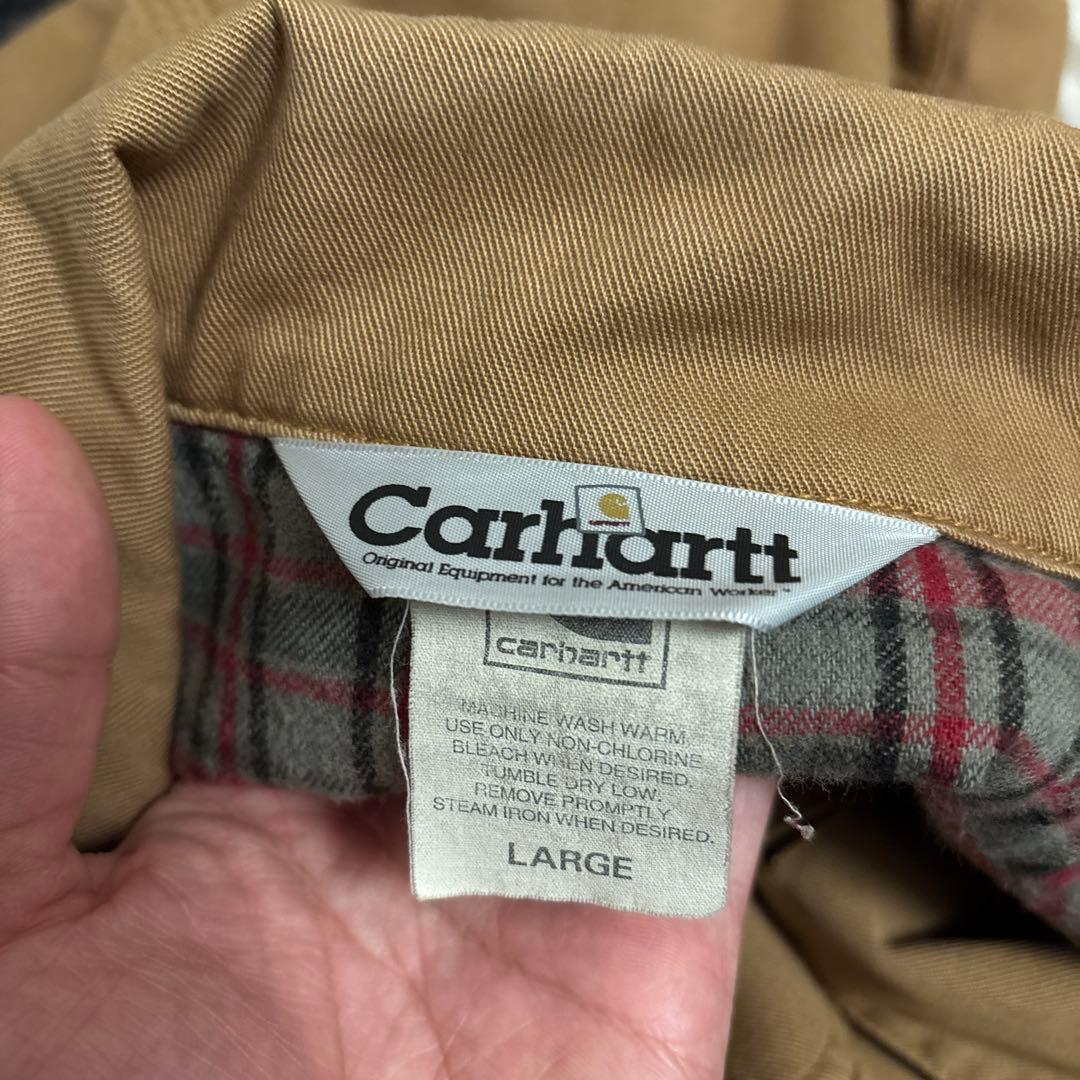 Carhartt
Original Equipment for the American Worker™
carhartt
MACHINE WASH WARM.
USE ONLY NON-CHLORINE
BLEACH WHEN DESIRED.
TUMBLE DRY LOW.
REMOVE PROMPTLY
STEAM IRON WHEN DESIRED.
LARGE